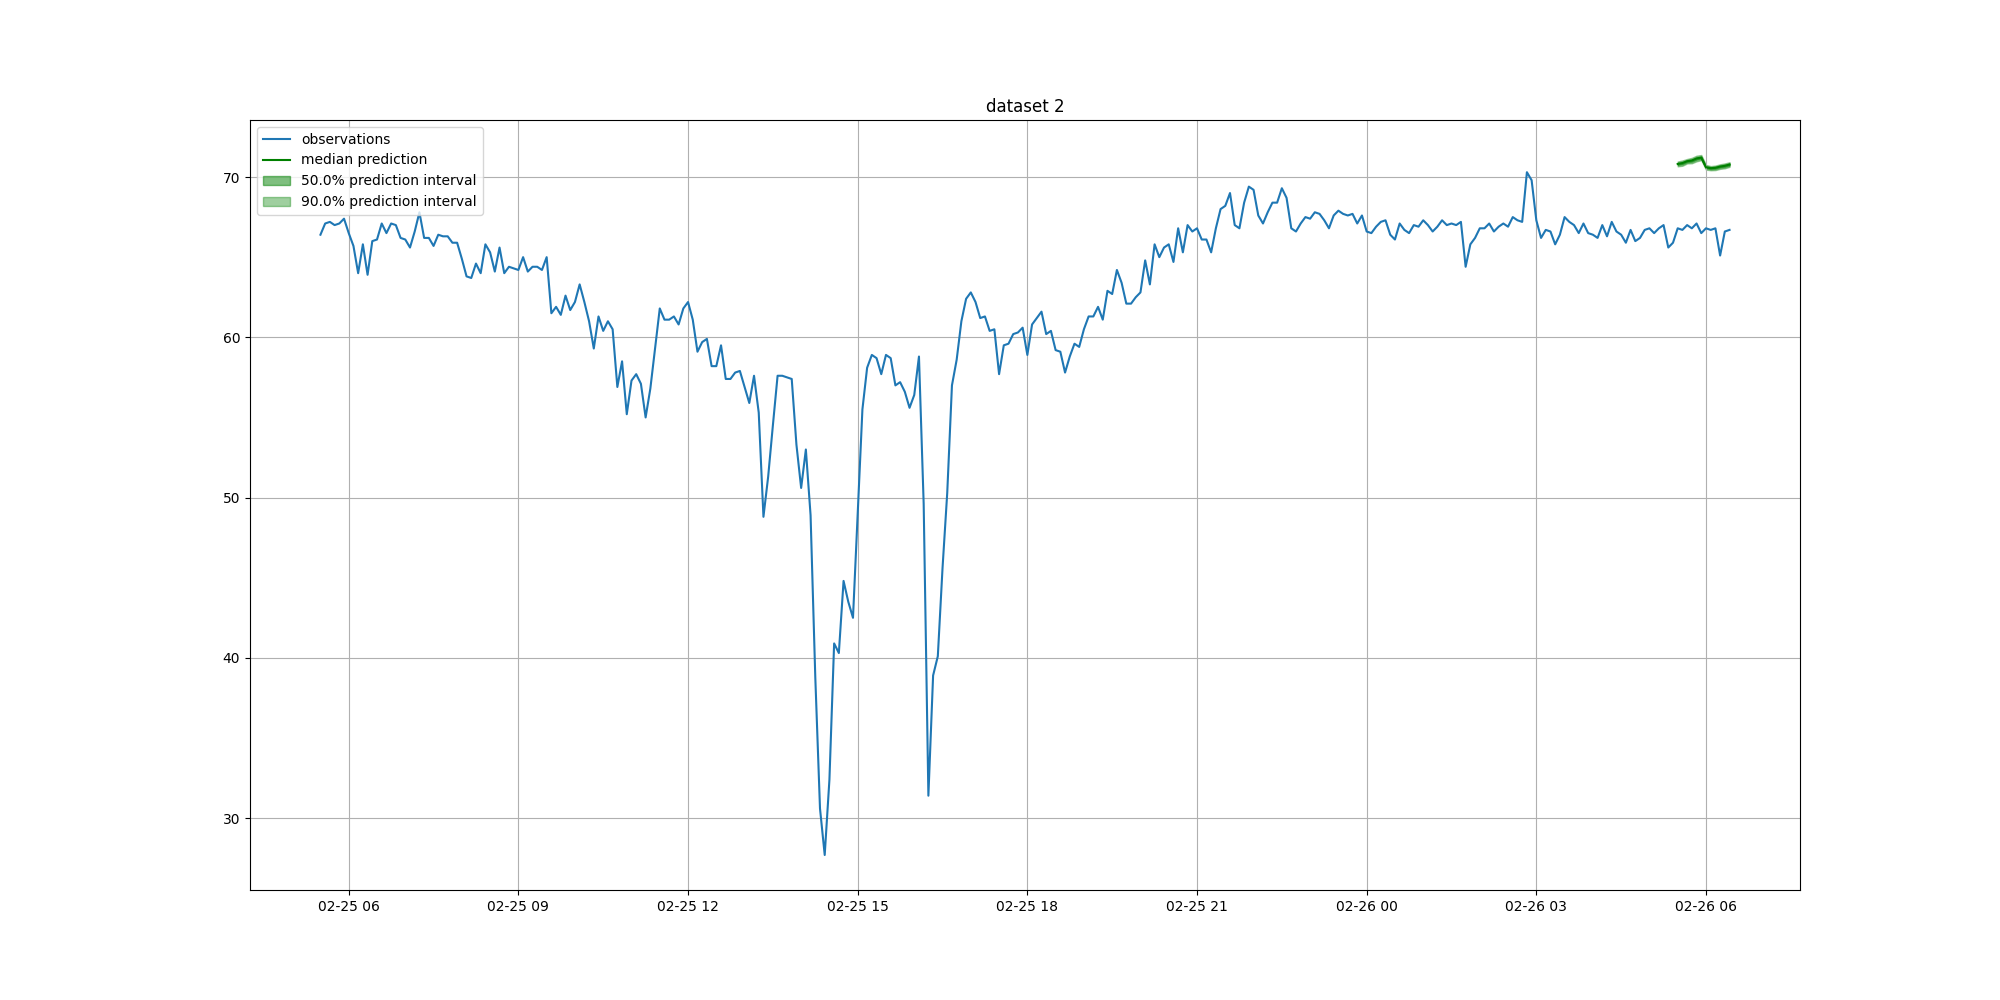 dataset 2
observations
median prediction
50.0% prediction interval
90.0% prediction interval
70
60
50
40
30
02-25 06
02-25 09
02-25 12
02-25 15
02-25 18
02-25 21
02-26 00
02-26 03
02-26 06